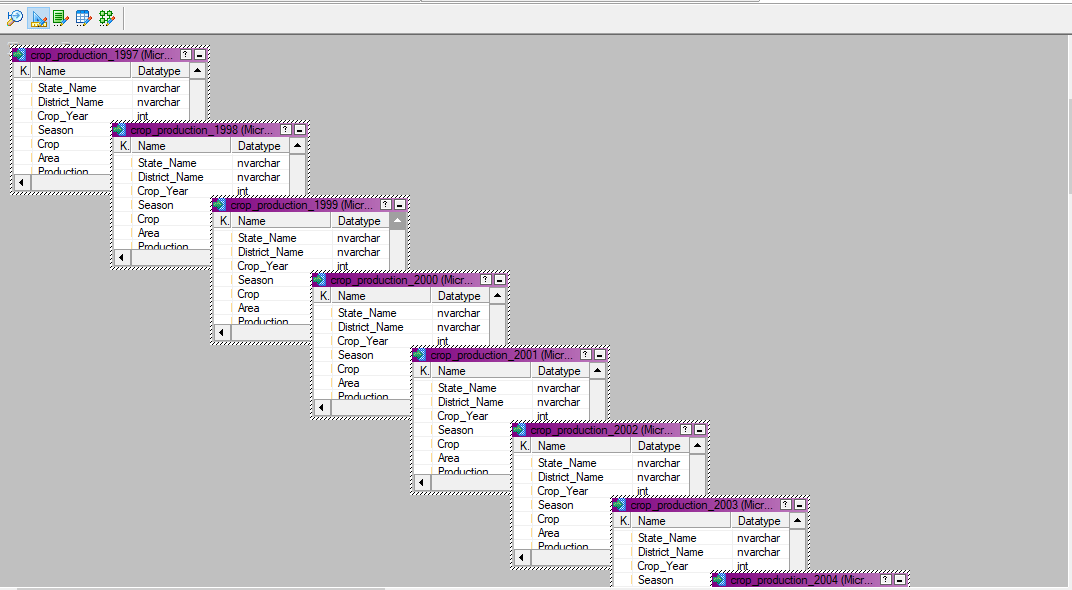 crop_production_1997 (Micr... ?
K. Name Datatype
State_Name nvarchar
District_Name nvarchar
Crop_Year int
Season
Crop
Area
Production
crop_production_1998 (Micr... ?
K. Name Datatype
State_Name nvarchar
District_Name nvarchar
Crop_Year int
Season
Crop
Area
Production
crop_production_1999 (Micr... ?
K. Name Datatype
State_Name nvarchar
District_Name nvarchar
Crop_Year int
Season
Crop
Area
Production
crop_production_2000 (Micr... ?
K. Name Datatype
State_Name nvarchar
District_Name nvarchar
Crop_Year int
Season
Crop
Area
Production
crop_production_2001 (Micr... ?
K. Name Datatype
State_Name nvarchar
District_Name nvarchar
Crop_Year int
Season
Crop
Area
Production
crop_production_2002 (Micr... ?
K. Name Datatype
State_Name nvarchar
District_Name nvarchar
Crop_Year int
Season
Crop
Area
Production
crop_production_2003 (Micr... ?
K. Name Datatype
State_Name nvarchar
District_Name nvarchar
Crop_Year int
Season
crop_production_2004 (Micr... ?